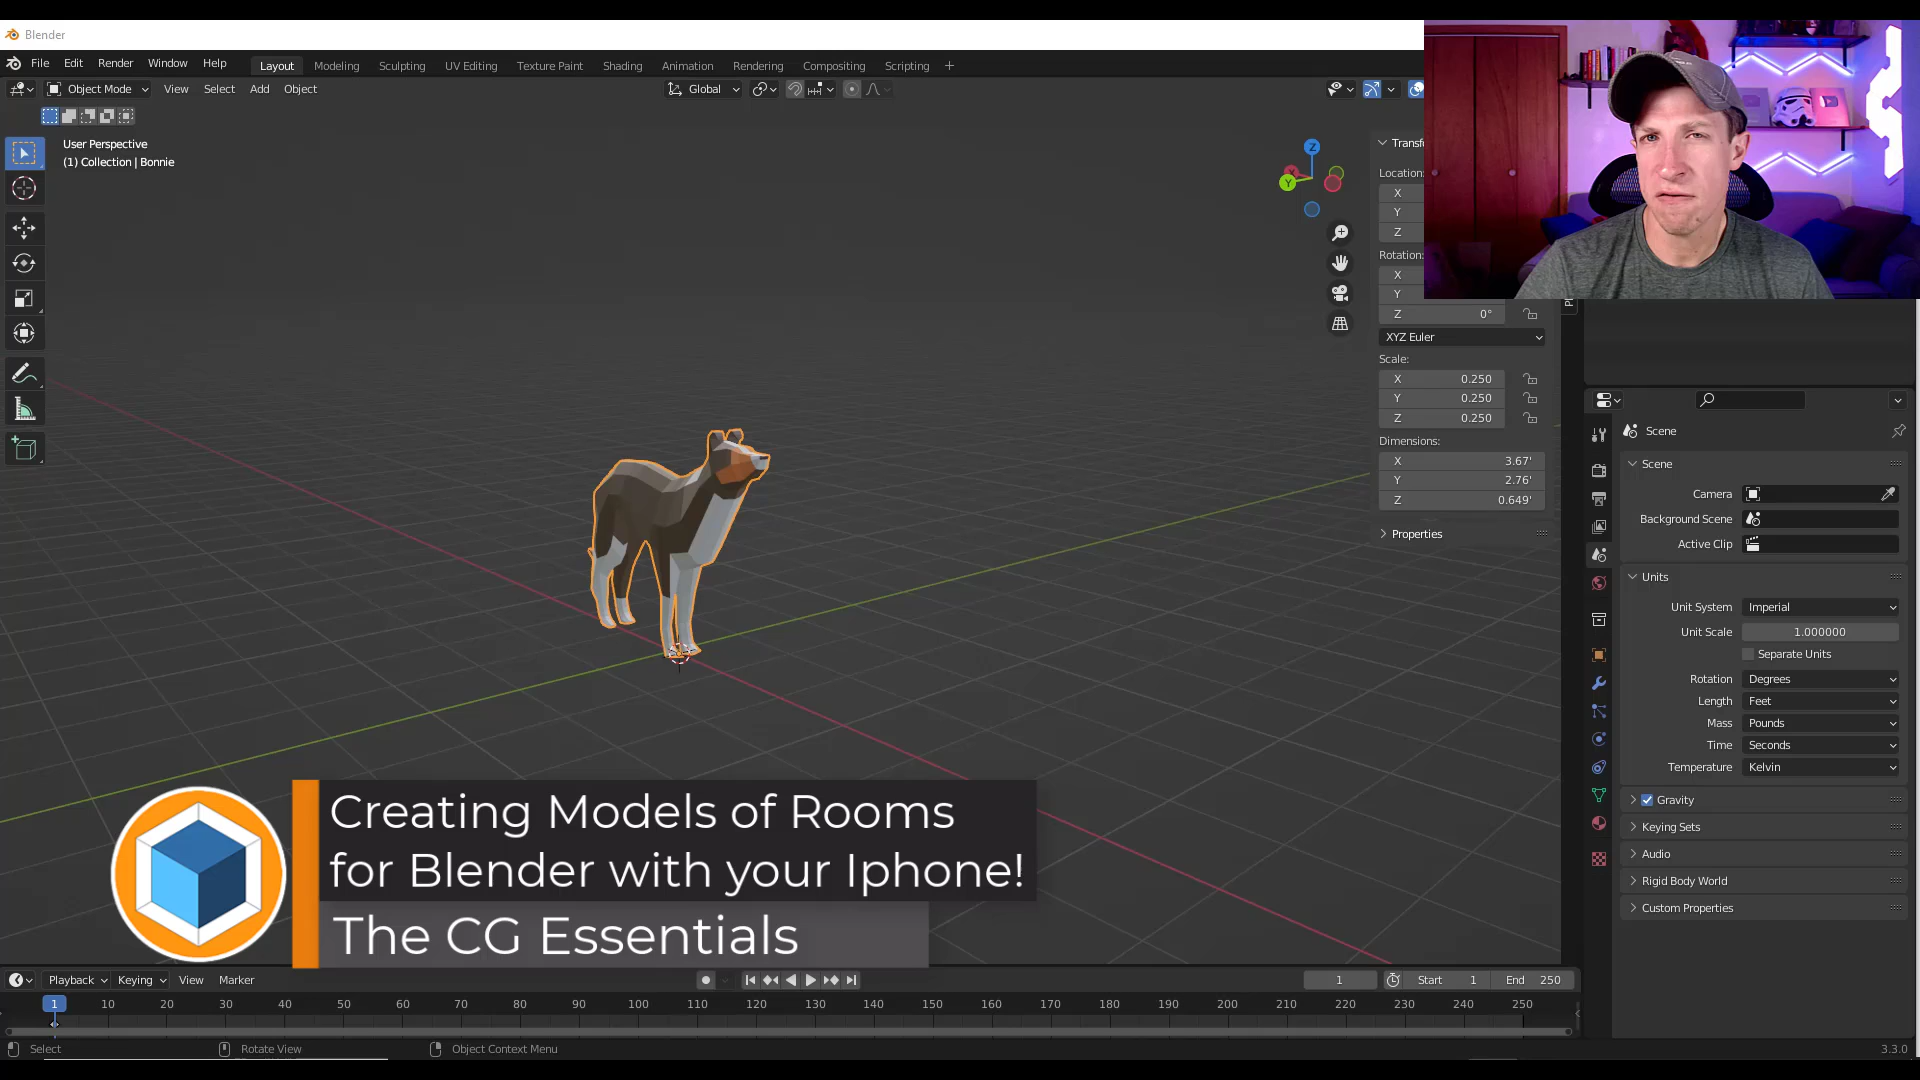 Blender
File Edit Render Window Help Layout Modeling Sculpting UV Editing Texture Paint Shading Animation Rendering Compositing Scripting +
Object Mode View Select Add Object Global
User Perspective
(1) Collection | Bonnie
Z
Y
Transfo
Location:
X
Y
Z
Rotation:
X
Y
Z 0°
XYZ Euler
Scale:
X 0.250
Y 0.250
Z 0.250
Dimensions:
X 3.67'
Y 2.76'
Z 0.649'
Properties
Scene
Scene
Camera
Background Scene
Active Clip
Units
Unit System Imperial
Unit Scale 1.000000
Separate Units
Rotation Degrees
Length Feet
Mass Pounds
Time Seconds
Temperature Kelvin
Gravity
Keying Sets
Audio
Rigid Body World
Custom Properties
Creating Models of Rooms
for Blender with your Iphone!
The CG Essentials
Playback Keying View Marker 1 Start 1 End 250
1 10 20 30 40 50 60 70 80 90 100 110 120 130 140 150 160 170 180 190 200 210 220 230 240 250
Select Rotate View Object Context Menu 3.3.0